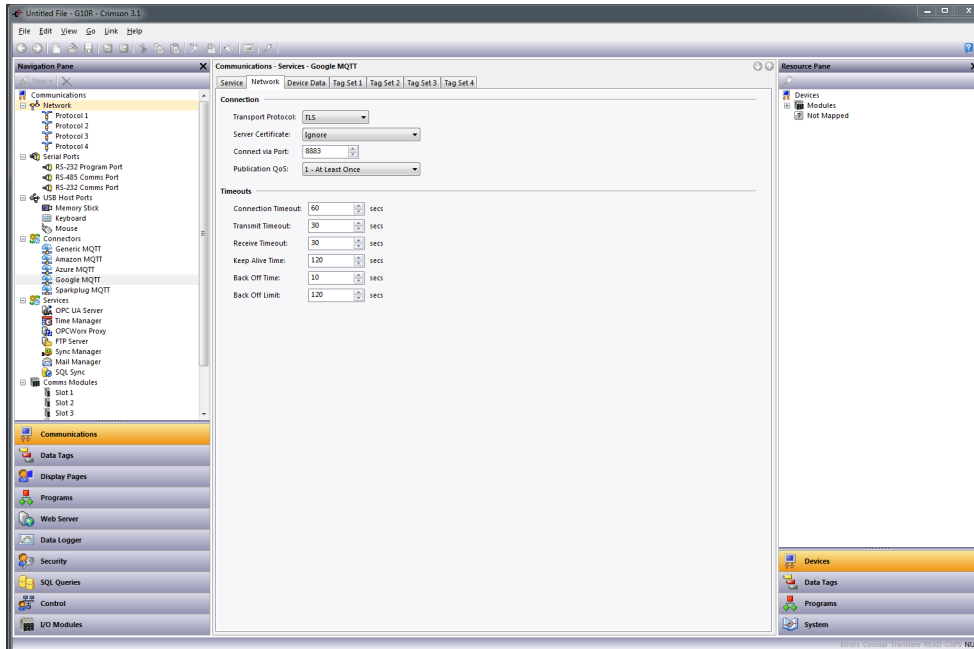 Untitled File - G10R - Crimson 3.1
File Edit View Go Link Help
Navigation Pane
New
Communications
Network
Protocol 1
Protocol 2
Protocol 3
Protocol 4
Serial Ports
RS-232 Program Port
RS-485 Comms Port
RS-232 Comms Port
USB Host Ports
Memory Stick
Keyboard
Mouse
Connectors
Generic MQTT
Amazon MQTT
Azure MQTT
Google MQTT
Sparkplug MQTT
Services
OPC UA Server
Time Manager
OPCWorx Proxy
FTP Server
Sync Manager
Mail Manager
SQL Sync
Comms Modules
Slot 1
Slot 2
Slot 3
Communications
Data Tags
Display Pages
Programs
Web Server
Data Logger
Security
SQL Queries
Control
I/O Modules
Communications - Services - Google MQTT
Service Network Device Data Tag Set 1 Tag Set 2 Tag Set 3 Tag Set 4
Connection
Transport Protocol: TLS
Server Certificate: Ignore
Connect via Port: 8883
Publication QoS: 1 - At Least Once
Timeouts
Connection Timeout: 60 secs
Transmit Timeout: 30 secs
Receive Timeout: 30 secs
Keep Alive Time: 120 secs
Back Off Time: 10 secs
Back Off Limit: 120 secs
Resource Pane
Devices
Modules
Not Mapped
Devices
Data Tags
Programs
System
Errors Circular Translate READ CAPS NU